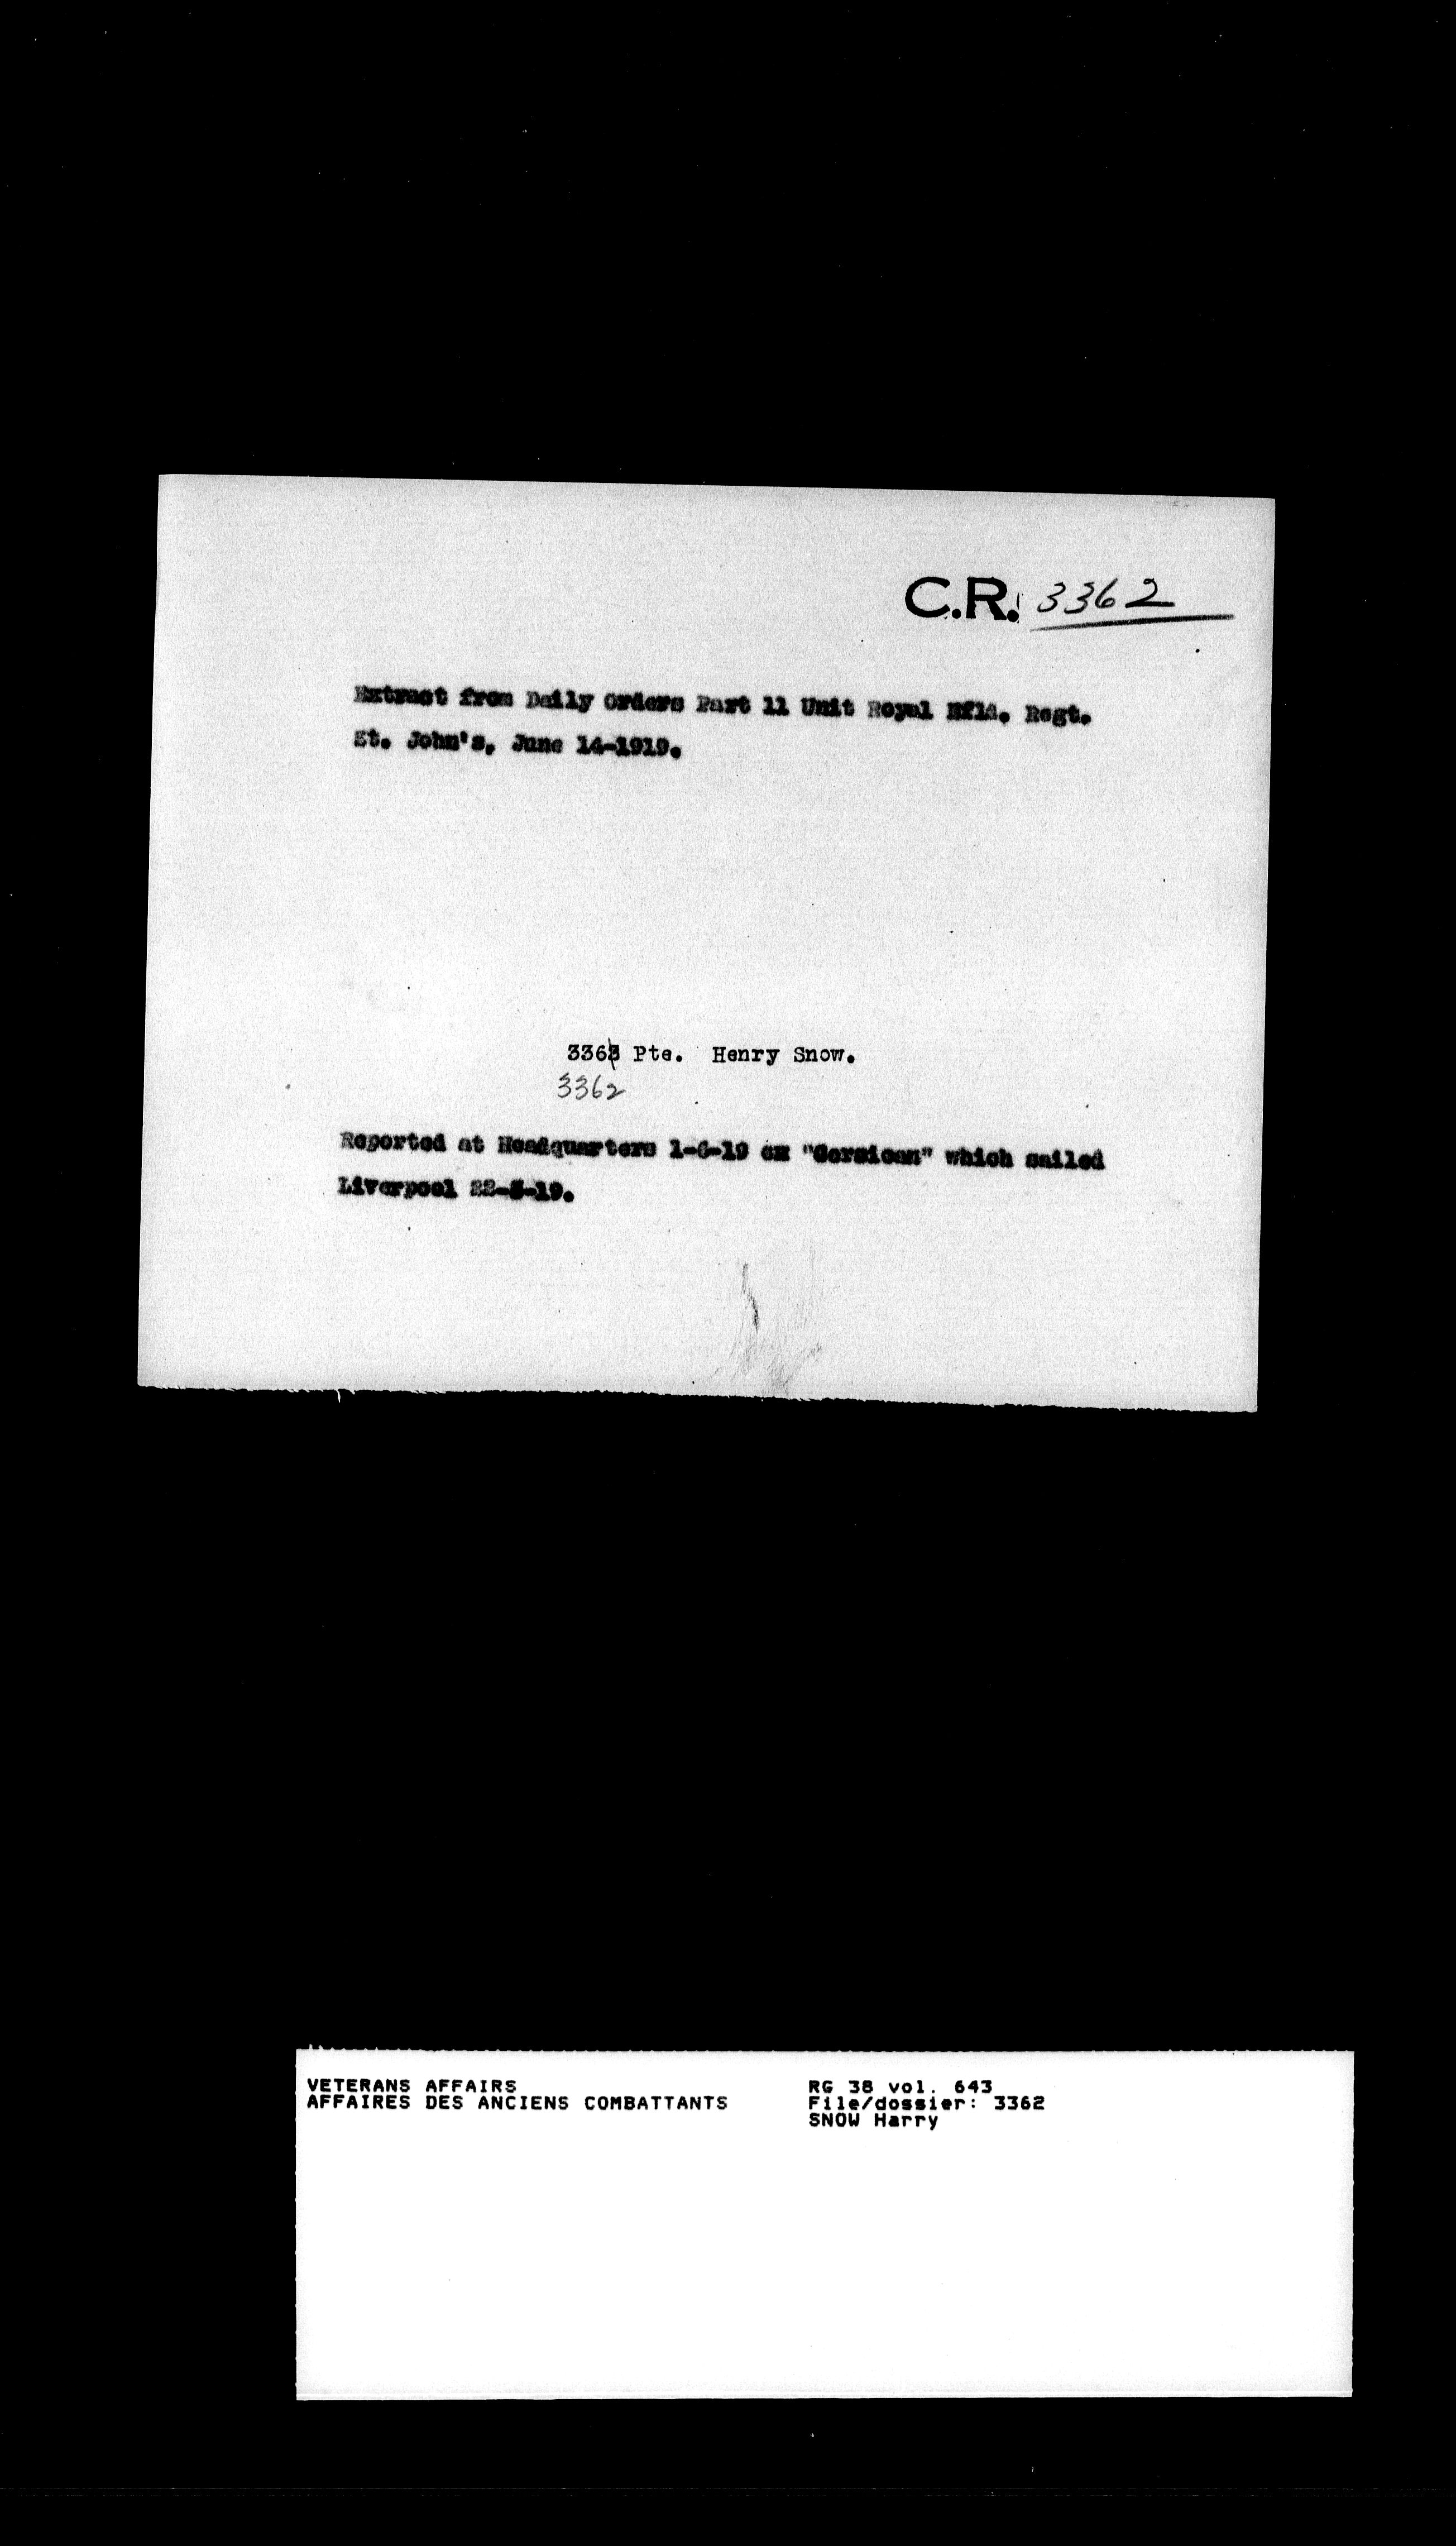 C.R. 3362
Extract from Daily Orders Part 11 Unit Royal Nfld. Regt.
St. John's, June 14-1919.
3363 Pte. Henry Snow.
3362
Reported at Headquarters 1-6-19 ex "Corsican" which sailed
Liverpool 22-5-19.
VETERANS AFFAIRS
AFFAIRES DES ANCIENS COMBATTANTS
RG 38 vol. 643
File/dossier: 3362
SNOW Harry